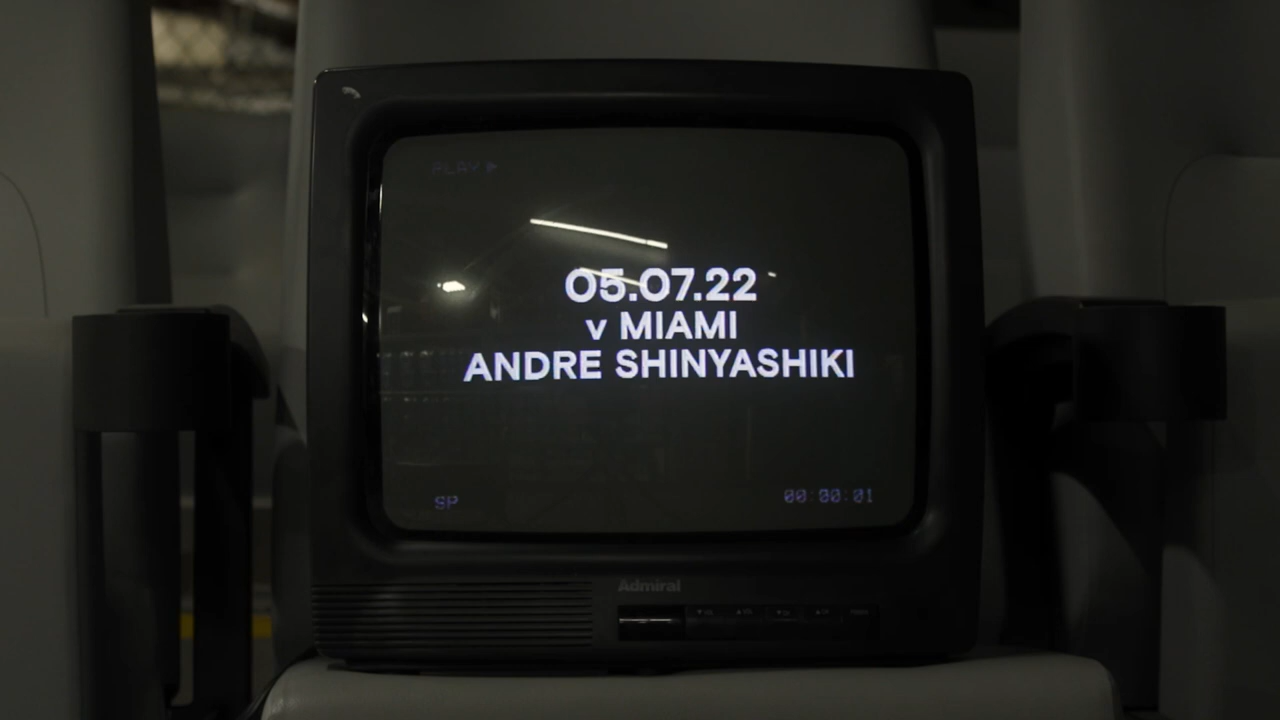 PLAY
05.07.22
v MIAMI
ANDRE SHINYASHIKI
SP
00:00:01
Admiral